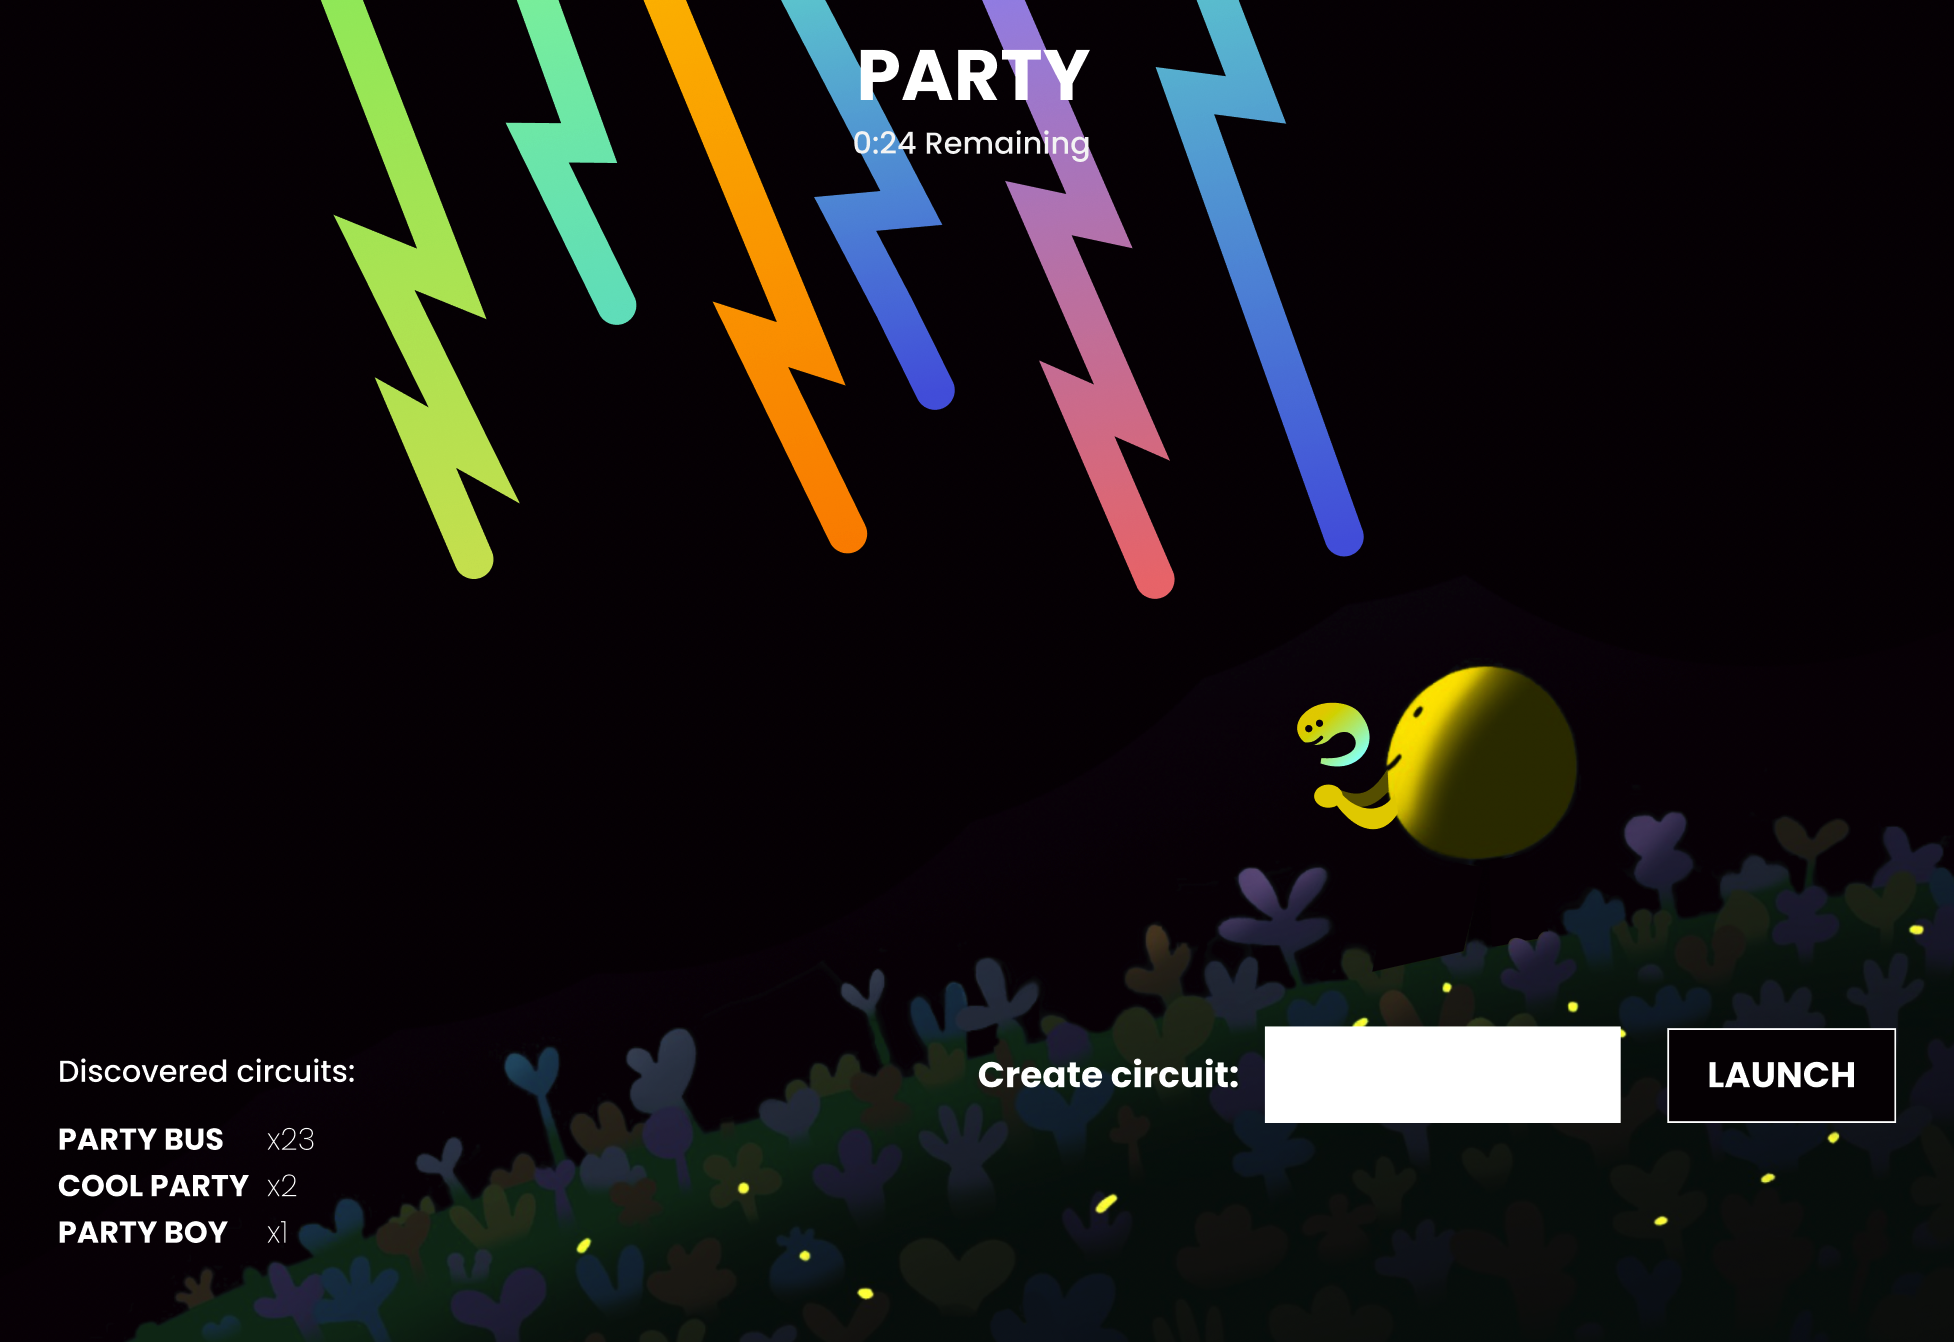 PARTY
0:24 Remaining
Discovered circuits:
PARTY BUS x23
COOL PARTY x2
PARTY BOY x1
Create circuit:
LAUNCH